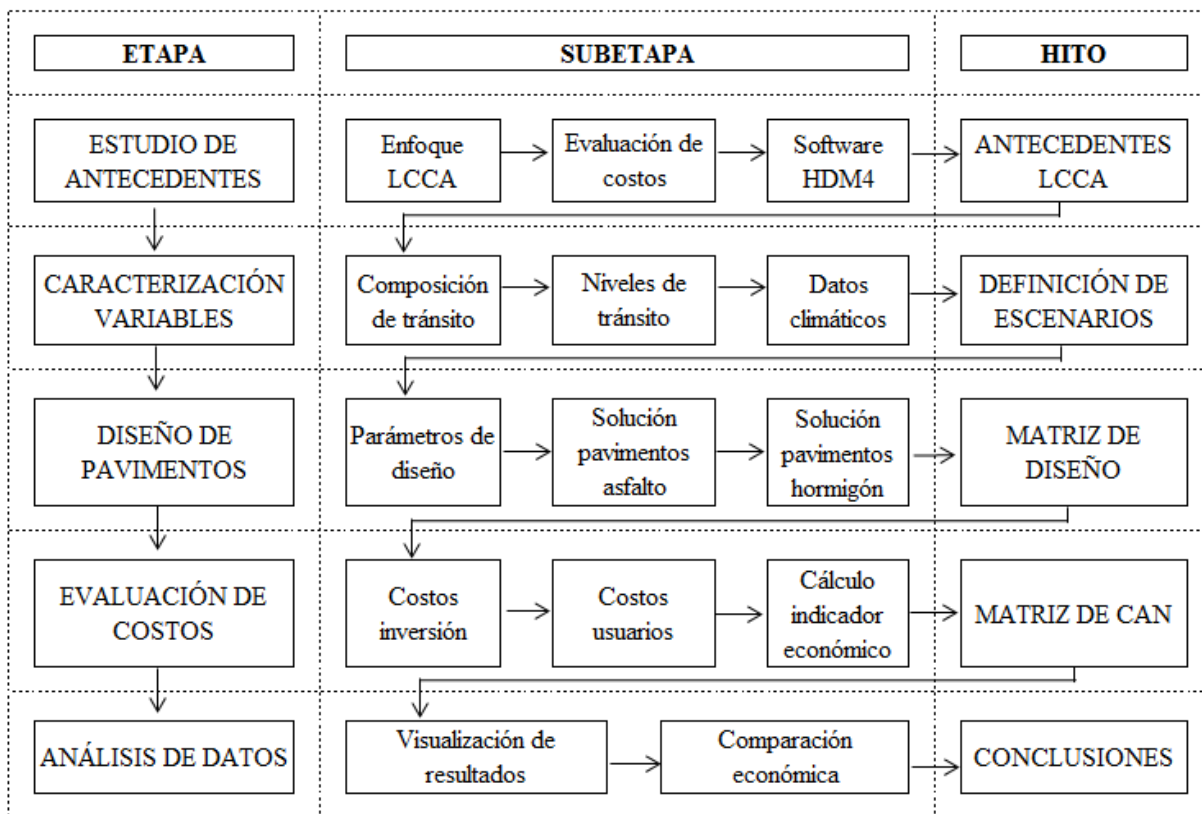 ETAPA
SUBETAPA
HITO
ESTUDIO DE
ANTECEDENTES
Enfoque
LCCA
Evaluación de
costos
Software
HDM4
ANTECEDENTES
LCCA
CARACTERIZACIÓN
VARIABLES
Composición
de tránsito
Niveles de
tránsito
Datos
climáticos
DEFINICIÓN DE
ESCENARIOS
DISEÑO DE
PAVIMENTOS
Parámetros de
diseño
Solución
pavimentos
asfalto
Solución
pavimentos
hormigón
MATRIZ DE
DISEÑO
EVALUACIÓN DE
COSTOS
Costos
inversión
Costos
usuarios
Cálculo
indicador
económico
MATRIZ DE CAN
ANÁLISIS DE DATOS
Visualización de
resultados
Comparación
económica
CONCLUSIONES